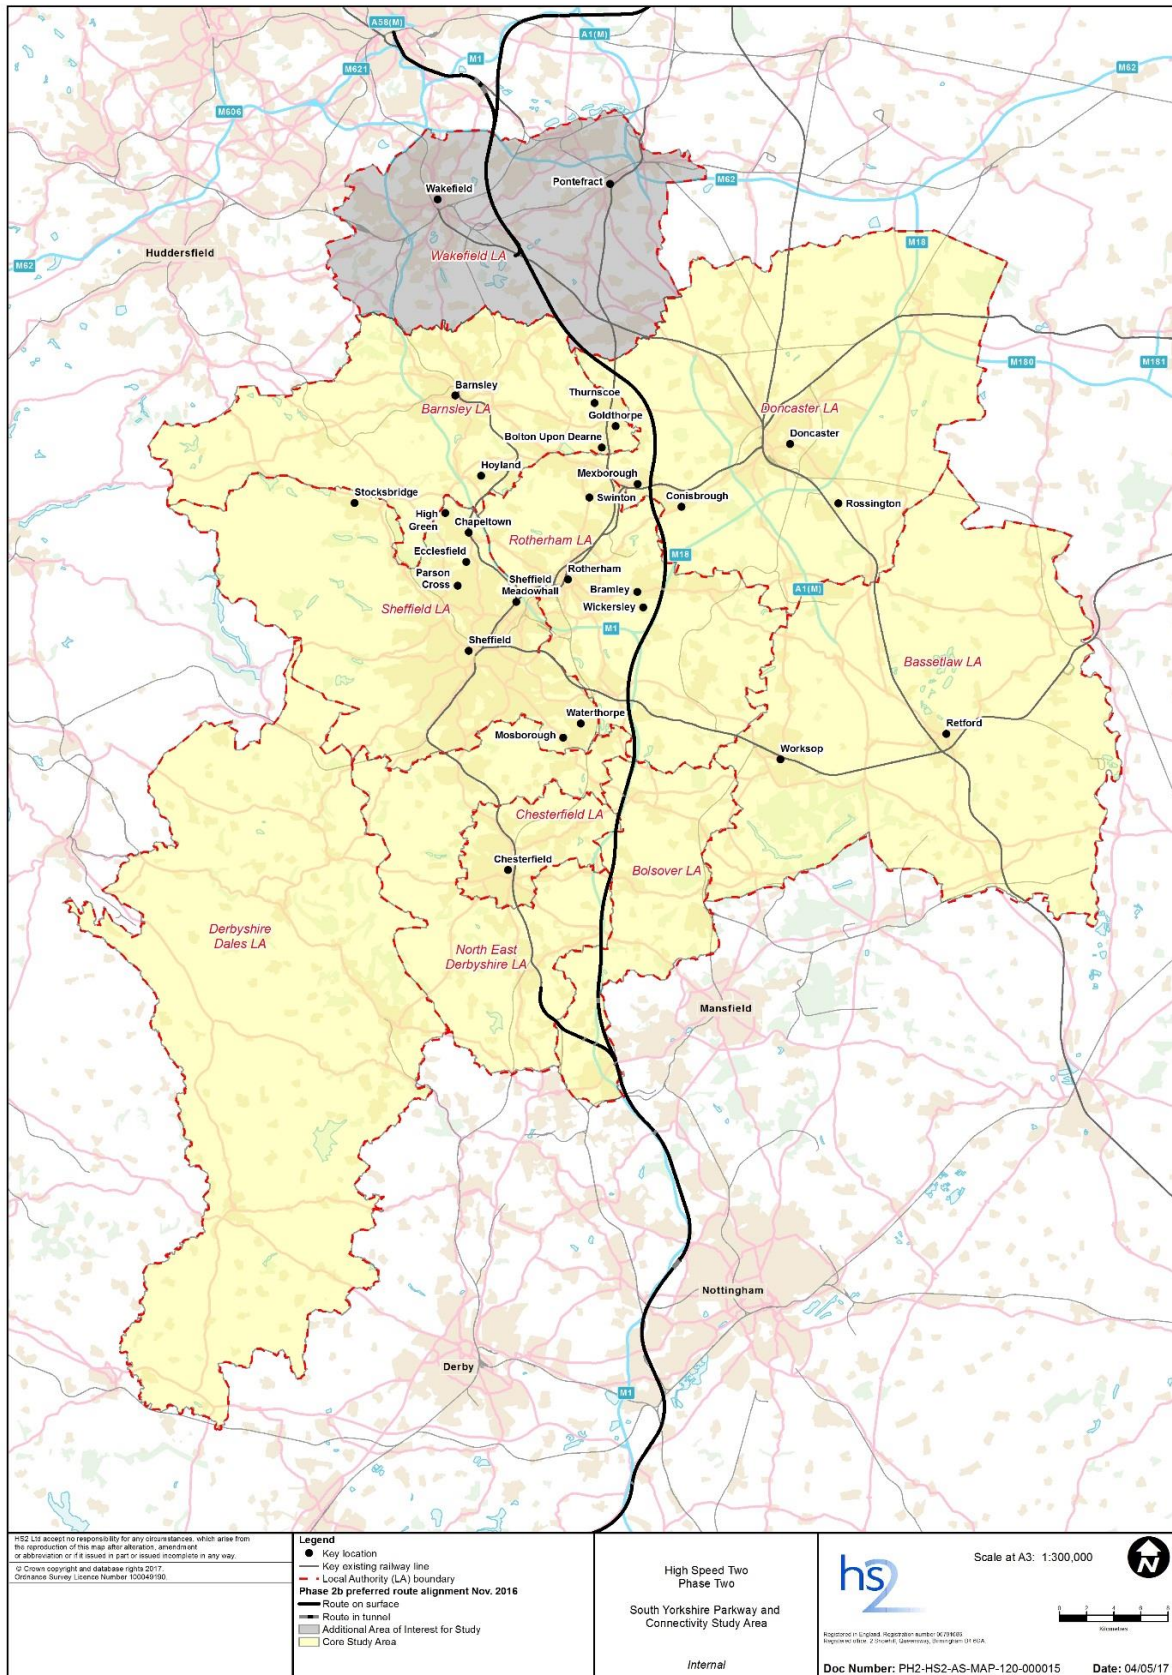 A58(M)
A1(M)
M1
M621
M62
M606
Pontefract
M62
Wakefield
Huddersfield
M18
Wakefield LA
M62
M180
M181
Barnsley
Thurnscoe
Barnsley LA
Doncaster LA
Goldthorpe
Doncaster
Bolton Upon Dearne
Hoyland
Mexborough
Stocksbridge
Swinton
Conisbrough
Rossington
High
Green
Chapeltown
Rotherham LA
Ecclesfield
M18
Parson
Cross
Sheffield
Meadowhall
Rotherham
Bramley
A1(M)
Sheffield LA
Wickersley
M1
Sheffield
Bassetlaw LA
Waterthorpe
Retford
Mosborough
Worksop
Chesterfield LA
Chesterfield
Bolsover LA
Derbyshire
Dales LA
North East
Derbyshire LA
Mansfield
Nottingham
Derby
M1
HS2 Ltd accept no responsibility for any circumstances, which arise from
the reproduction of this map after alteration, amendment
or abbreviation or if it issued in part or issued incomplete in any way.
© Crown copyright and database rights 2017.
Ordnance Survey Licence Number 100049190.
Legend
Key location
Key existing railway line
Local Authority (LA) boundary
Phase 2b preferred route alignment Nov. 2016
Route on surface
Route in tunnel
Additional Area of Interest for Study
Core Study Area
High Speed Two
Phase Two
South Yorkshire Parkway and
Connectivity Study Area
Internal
hs2
Scale at A3: 1:300,000
N
Kilometres
Registered in England. Registration number
Registered office:
Doc Number: PH2-HS2-AS-MAP-120-000015
Date: 04/05/17